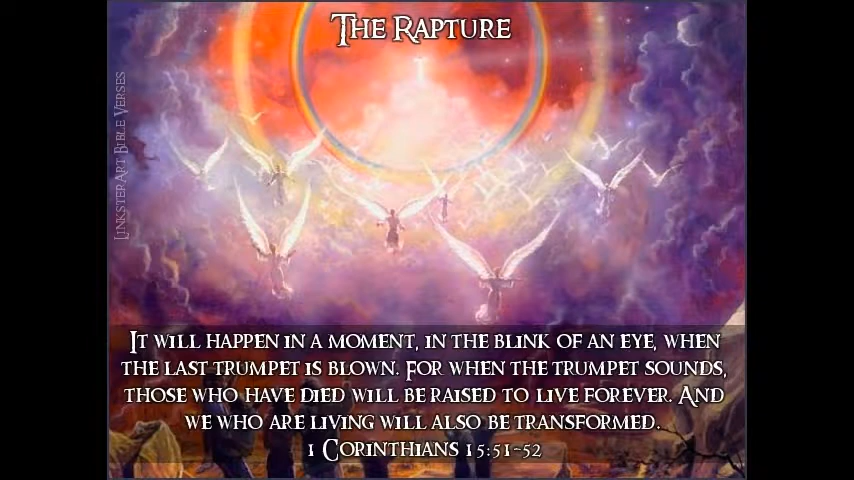 The Rapture
LinksterArt Bible Verses
It will happen in a moment, in the blink of an eye, when
the last trumpet is blown. For when the trumpet sounds,
those who have died will be raised to live forever. And
we who are living will also be transformed.
1 Corinthians 15:51-52